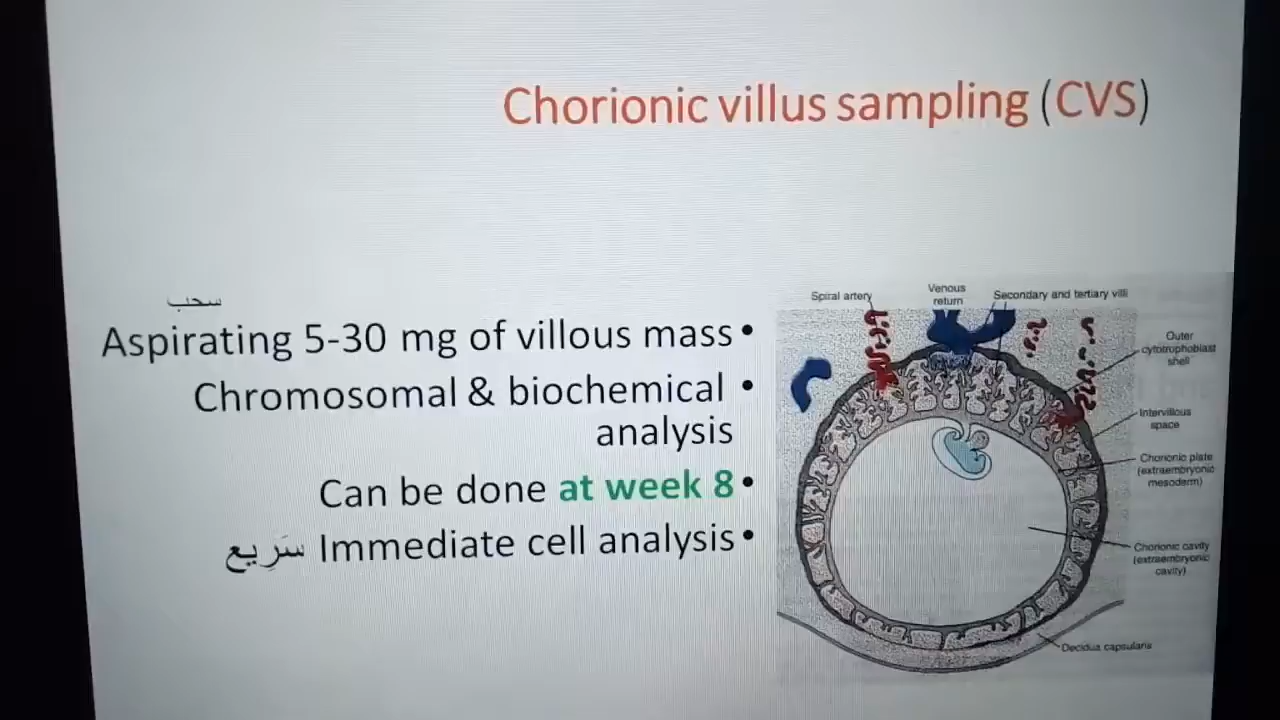 Chorionic villus sampling (CVS)
سحب
Aspirating 5-30 mg of villous mass •
Chromosomal & biochemical •
analysis
Can be done at week 8 •
سَرِيع Immediate cell analysis •
Spiral artery
Venous
return
Secondary and tertiary villi
Outer
cytotrophoblast
shell
Intervillous
space
Chorionic plate
(extraembryonic
mesoderm)
Chorionic cavity
(extraembryonic
cavity)
Decidua capsularis